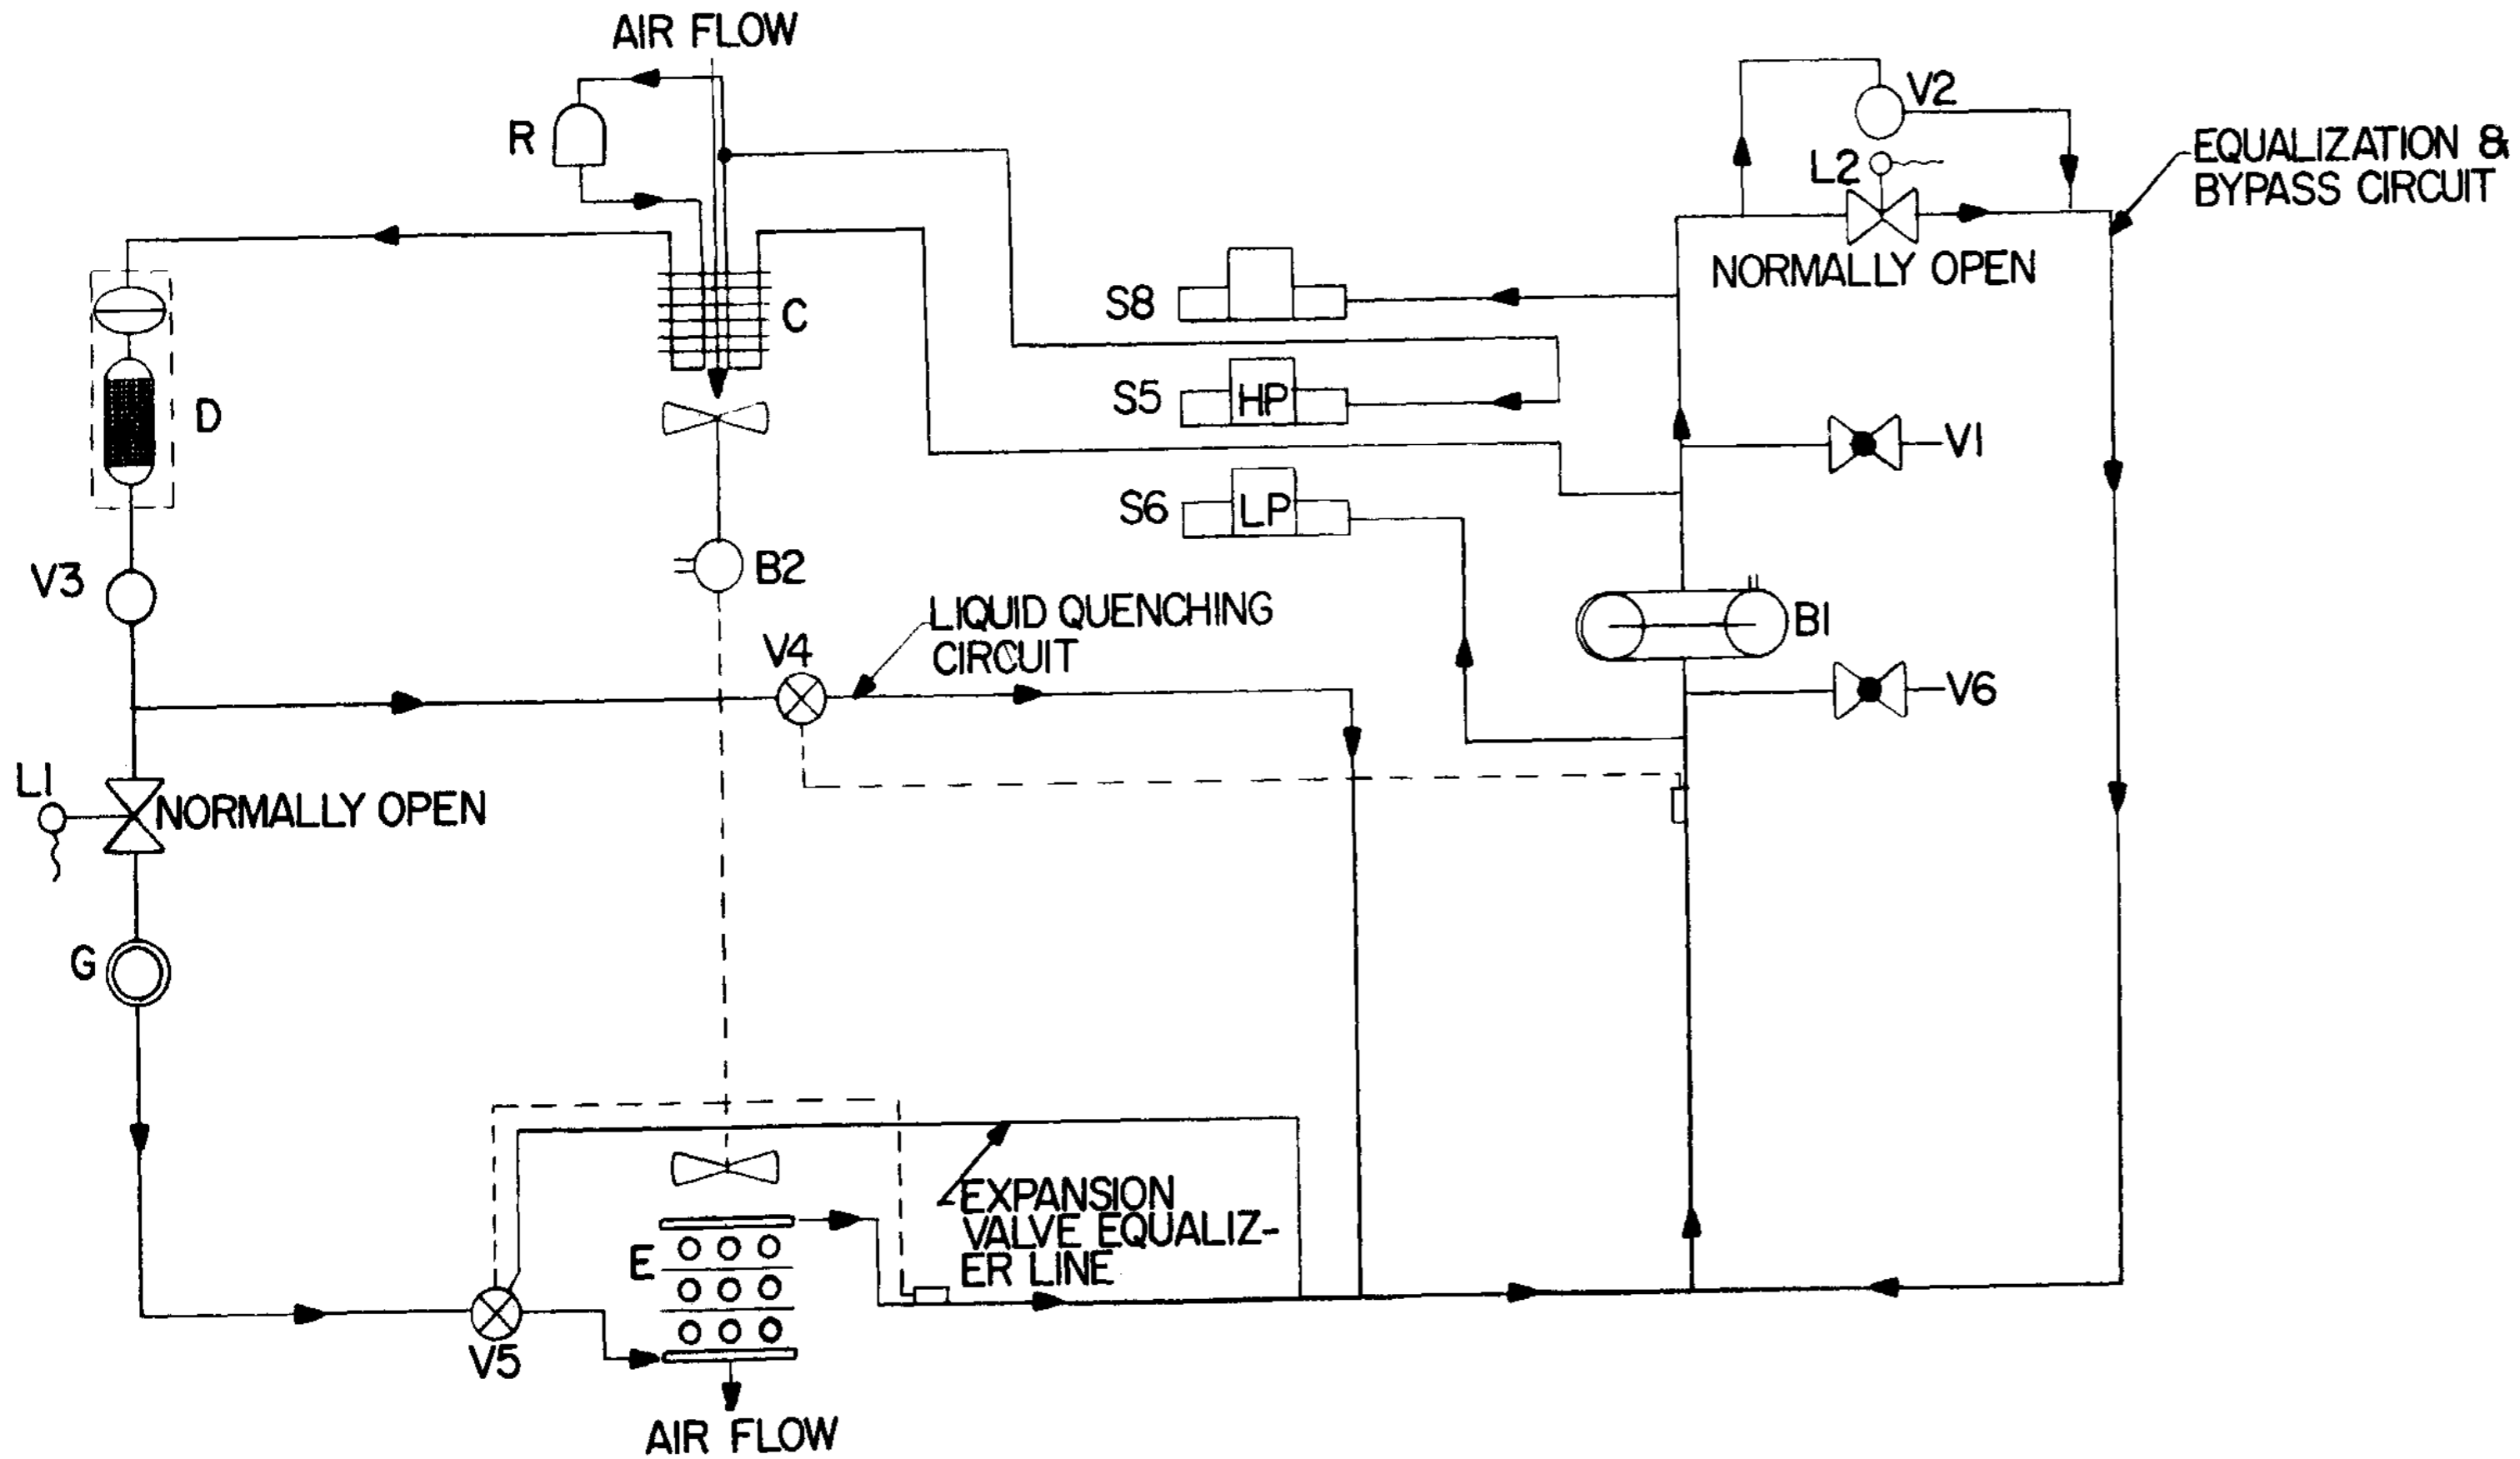 AIR FLOW
R
V2
L2
EQUALIZATION &
BYPASS CIRCUIT
NORMALLY OPEN
S8
C
S5
HP
D
V1
S6
LP
V3
B2
LIQUID QUENCHING
CIRCUIT
B1
V4
V6
L1
NORMALLY OPEN
G
EXPANSION
VALVE EQUALIZ-
ER LINE
E
V5
AIR FLOW